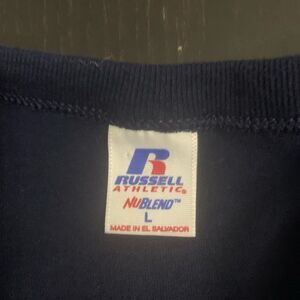 RUSSELL
ATHLETIC®
NUBLEND™
L
MADE IN EL SALVADOR